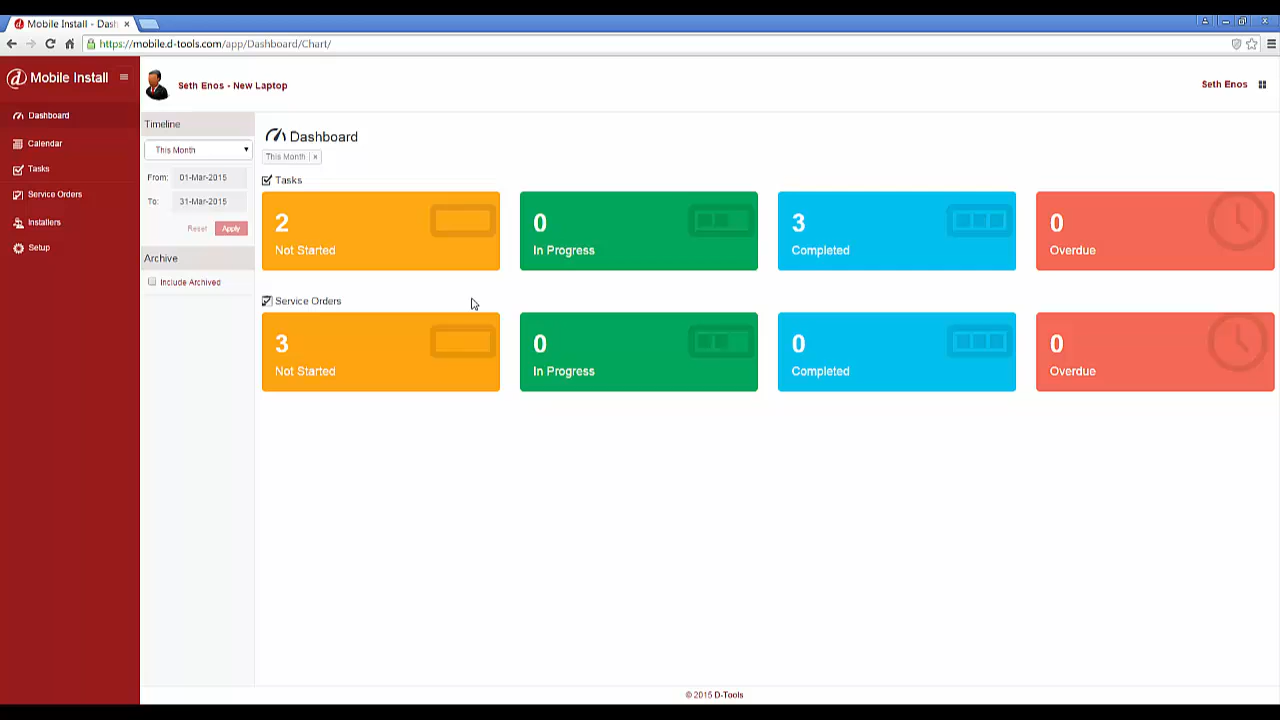 Mobile Install - Dash ×
https://mobile.d-tools.com/app/Dashboard/Chart/
Mobile Install
Seth Enos - New Laptop
Seth Enos
Dashboard
Calendar
Tasks
Service Orders
Installers
Setup
Timeline
This Month
From: 01-Mar-2015
To: 31-Mar-2015
Reset Apply
Archive
Include Archived
Dashboard
This Month ×
Tasks
2
Not Started
0
In Progress
3
Completed
0
Overdue
Service Orders
3
Not Started
0
In Progress
0
Completed
0
Overdue
© 2015 D-Tools